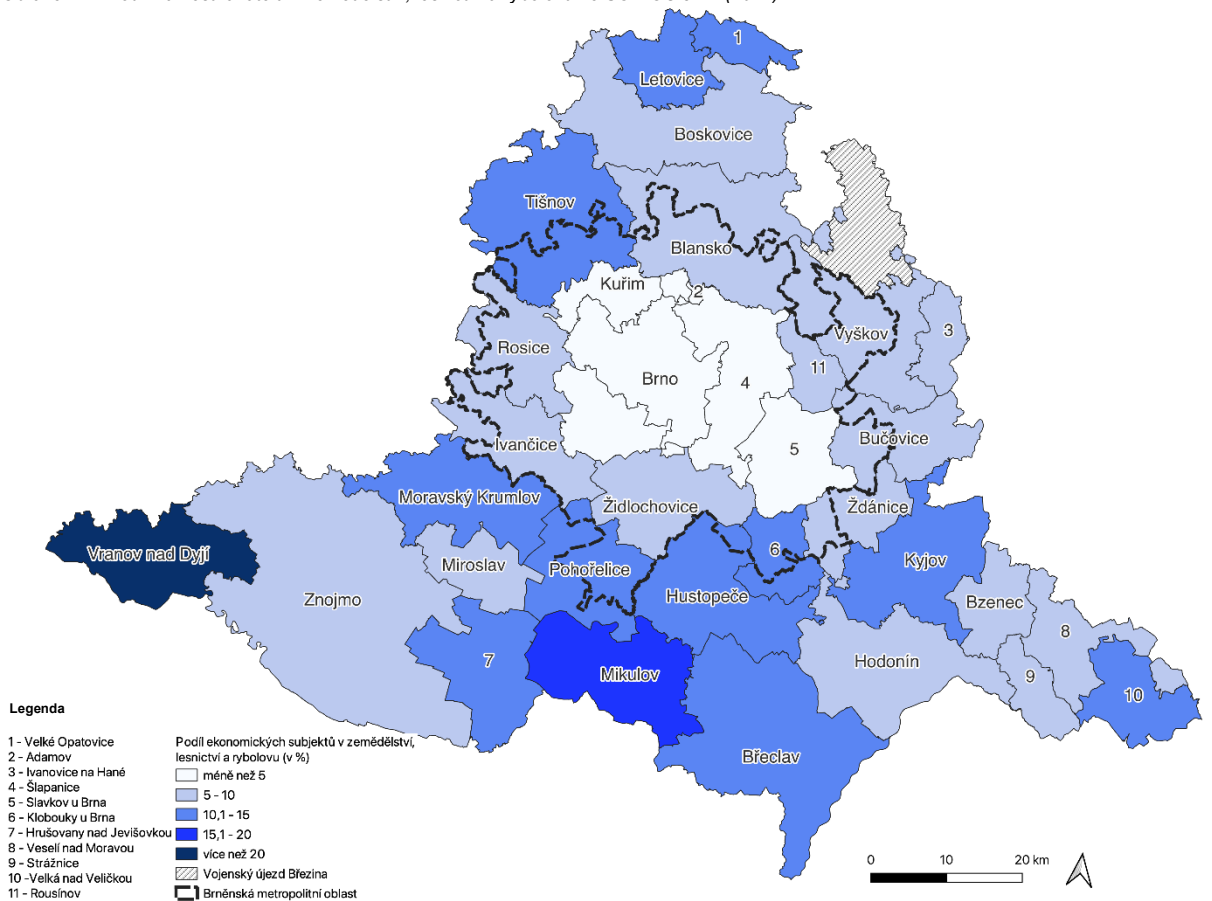 1
Letovice
Boskovice
Tišnov
Blansko
Kuřim
2
Vyškov
3
Rosice
11
Brno
4
Bučovice
Ivančice
5
Moravský Krumlov
Židlochovice
Ždánice
Vranov nad Dyjí
6
Kyjov
Miroslav
Pohořelice
Hustopeče
Znojmo
Bzenec
8
7
Mikulov
Hodonín
9
10
Břeclav
Legenda
1 - Velké Opatovice
2 - Adamov
3 - Ivanovice na Hané
4 - Šlapanice
5 - Slavkov u Brna
6 - Klobouky u Brna
7 - Hrušovany nad Jevišovkou
8 - Veselí nad Moravou
9 - Strážnice
10 -Velká nad Veličkou
11 - Rousínov
Podíl ekonomických subjektů v zemědělství,
lesnictví a rybolovu (v %)
méně než 5
5 - 10
10,1 - 15
15,1 - 20
více než 20
Vojenský újezd Březina
Brněnská metropolitní oblast
0 10 20 km